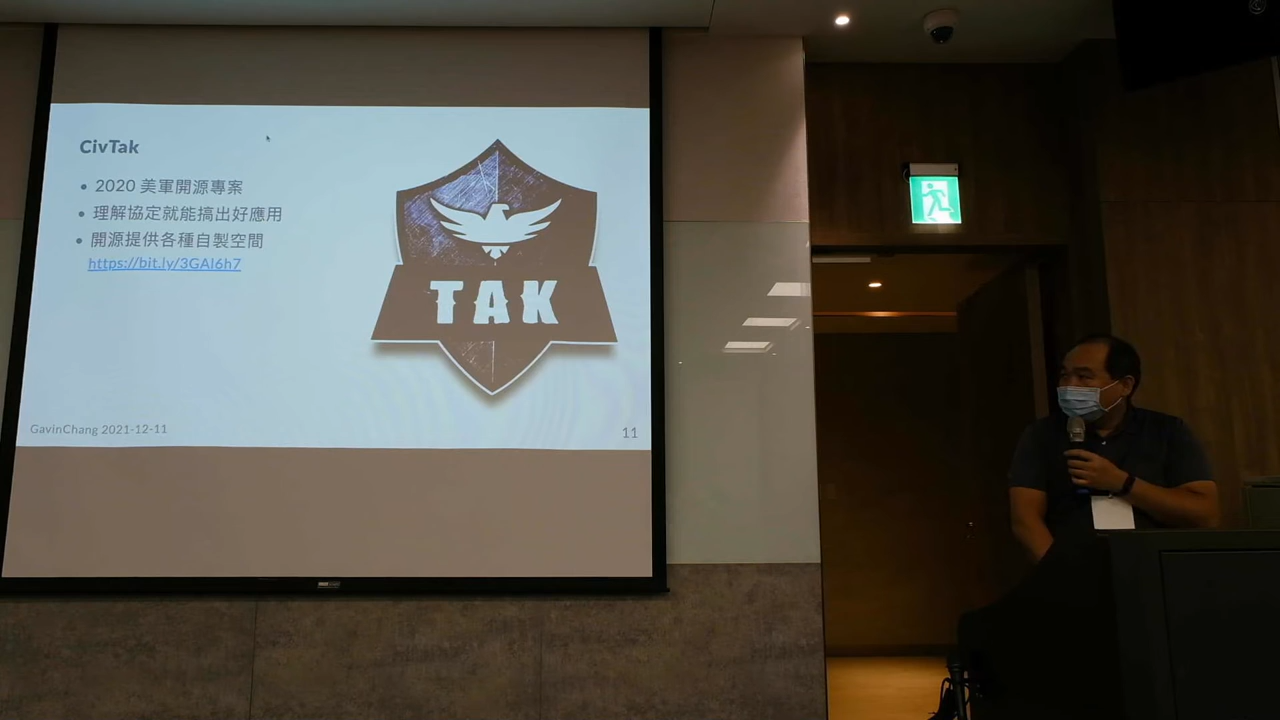 CivTak
• 2020 美軍開源專案
• 理解協定就能搞出好應用
• 開源提供各種自製空間
https://bit.ly/3GAI6h7
TAK
GavinChang 2021-12-11
11